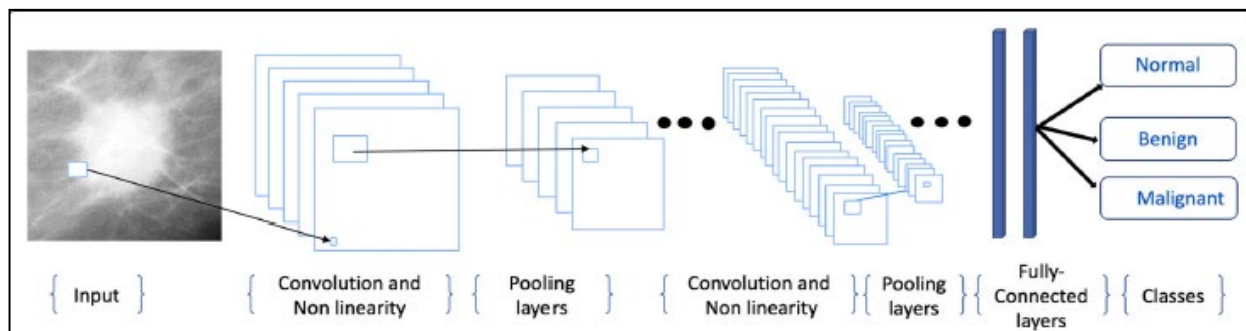 Normal
Benign
Malignant
Input
Convolution and
Non linearity
Pooling
layers
Convolution and
Non linearity
Pooling
layers
Fully-
Connected
layers
Classes